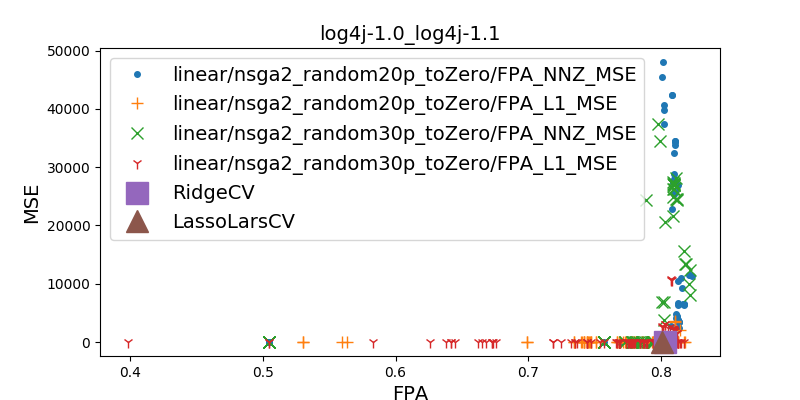 log4j-1.0_log4j-1.1
50000
40000
30000
20000
10000
0
MSE
linear/nsga2_random20p_toZero/FPA_NNZ_MSE
linear/nsga2_random20p_toZero/FPA_L1_MSE
linear/nsga2_random30p_toZero/FPA_NNZ_MSE
linear/nsga2_random30p_toZero/FPA_L1_MSE
RidgeCV
LassoLarsCV
0.4 0.5 0.6 0.7 0.8
FPA